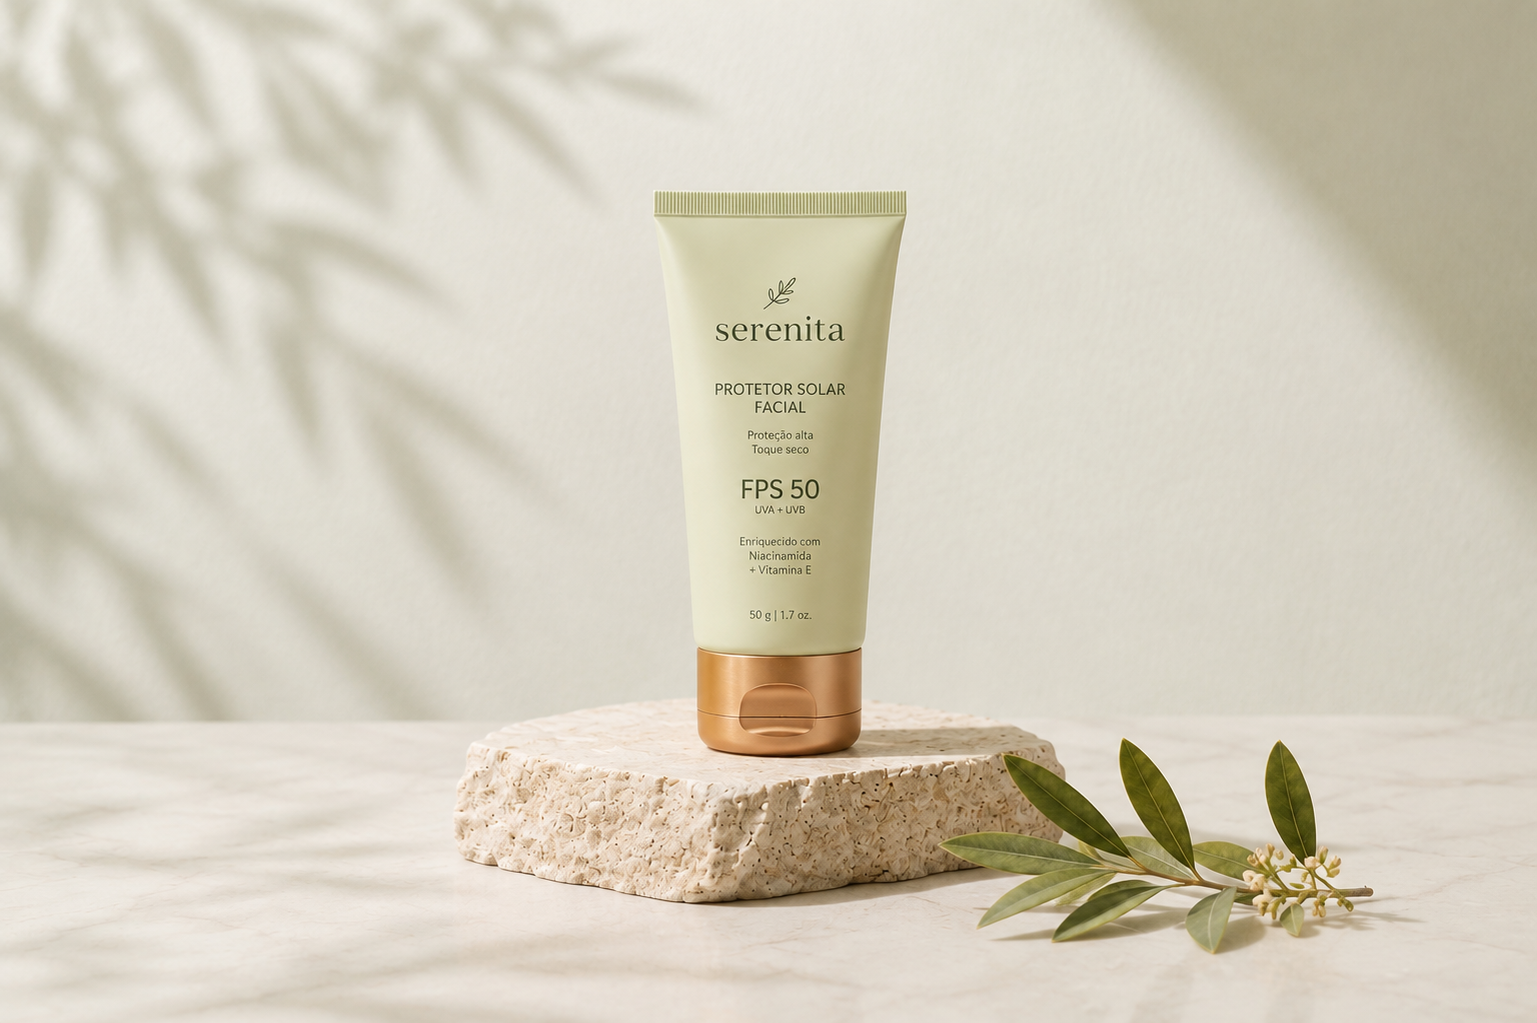 serenita
PROTETOR SOLAR
FACIAL
Proteção alta
Toque seco
FPS 50
UVA + UVB
Enriquecido com
Niacinamida
+ Vitamina E
50 g | 1.7 oz.